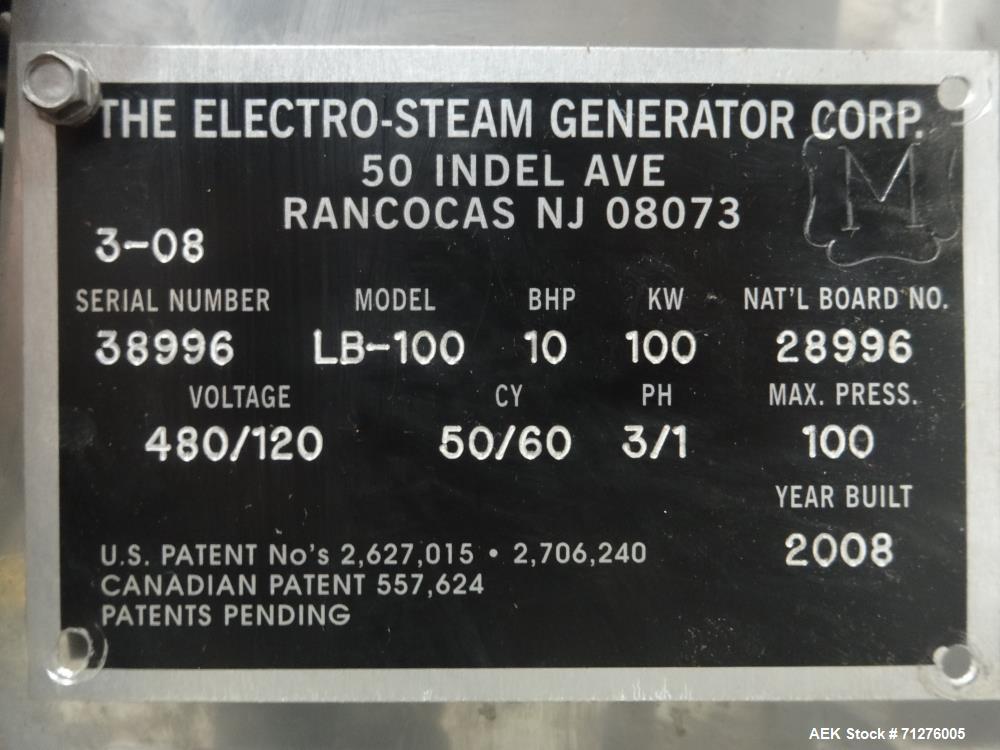 THE ELECTRO-STEAM GENERATOR CORP.
50 INDEL AVE
RANCOCAS NJ 08073
M
3-08
SERIAL NUMBER MODEL BHP KW NAT'L BOARD NO.
38996 LB-100 10 100 28996
VOLTAGE CY PH MAX. PRESS.
480/120 50/60 3/1 100
YEAR BUILT
2008
U.S. PATENT No's 2,627,015 • 2,706,240
CANADIAN PATENT 557,624
PATENTS PENDING
AEK Stock #71276005